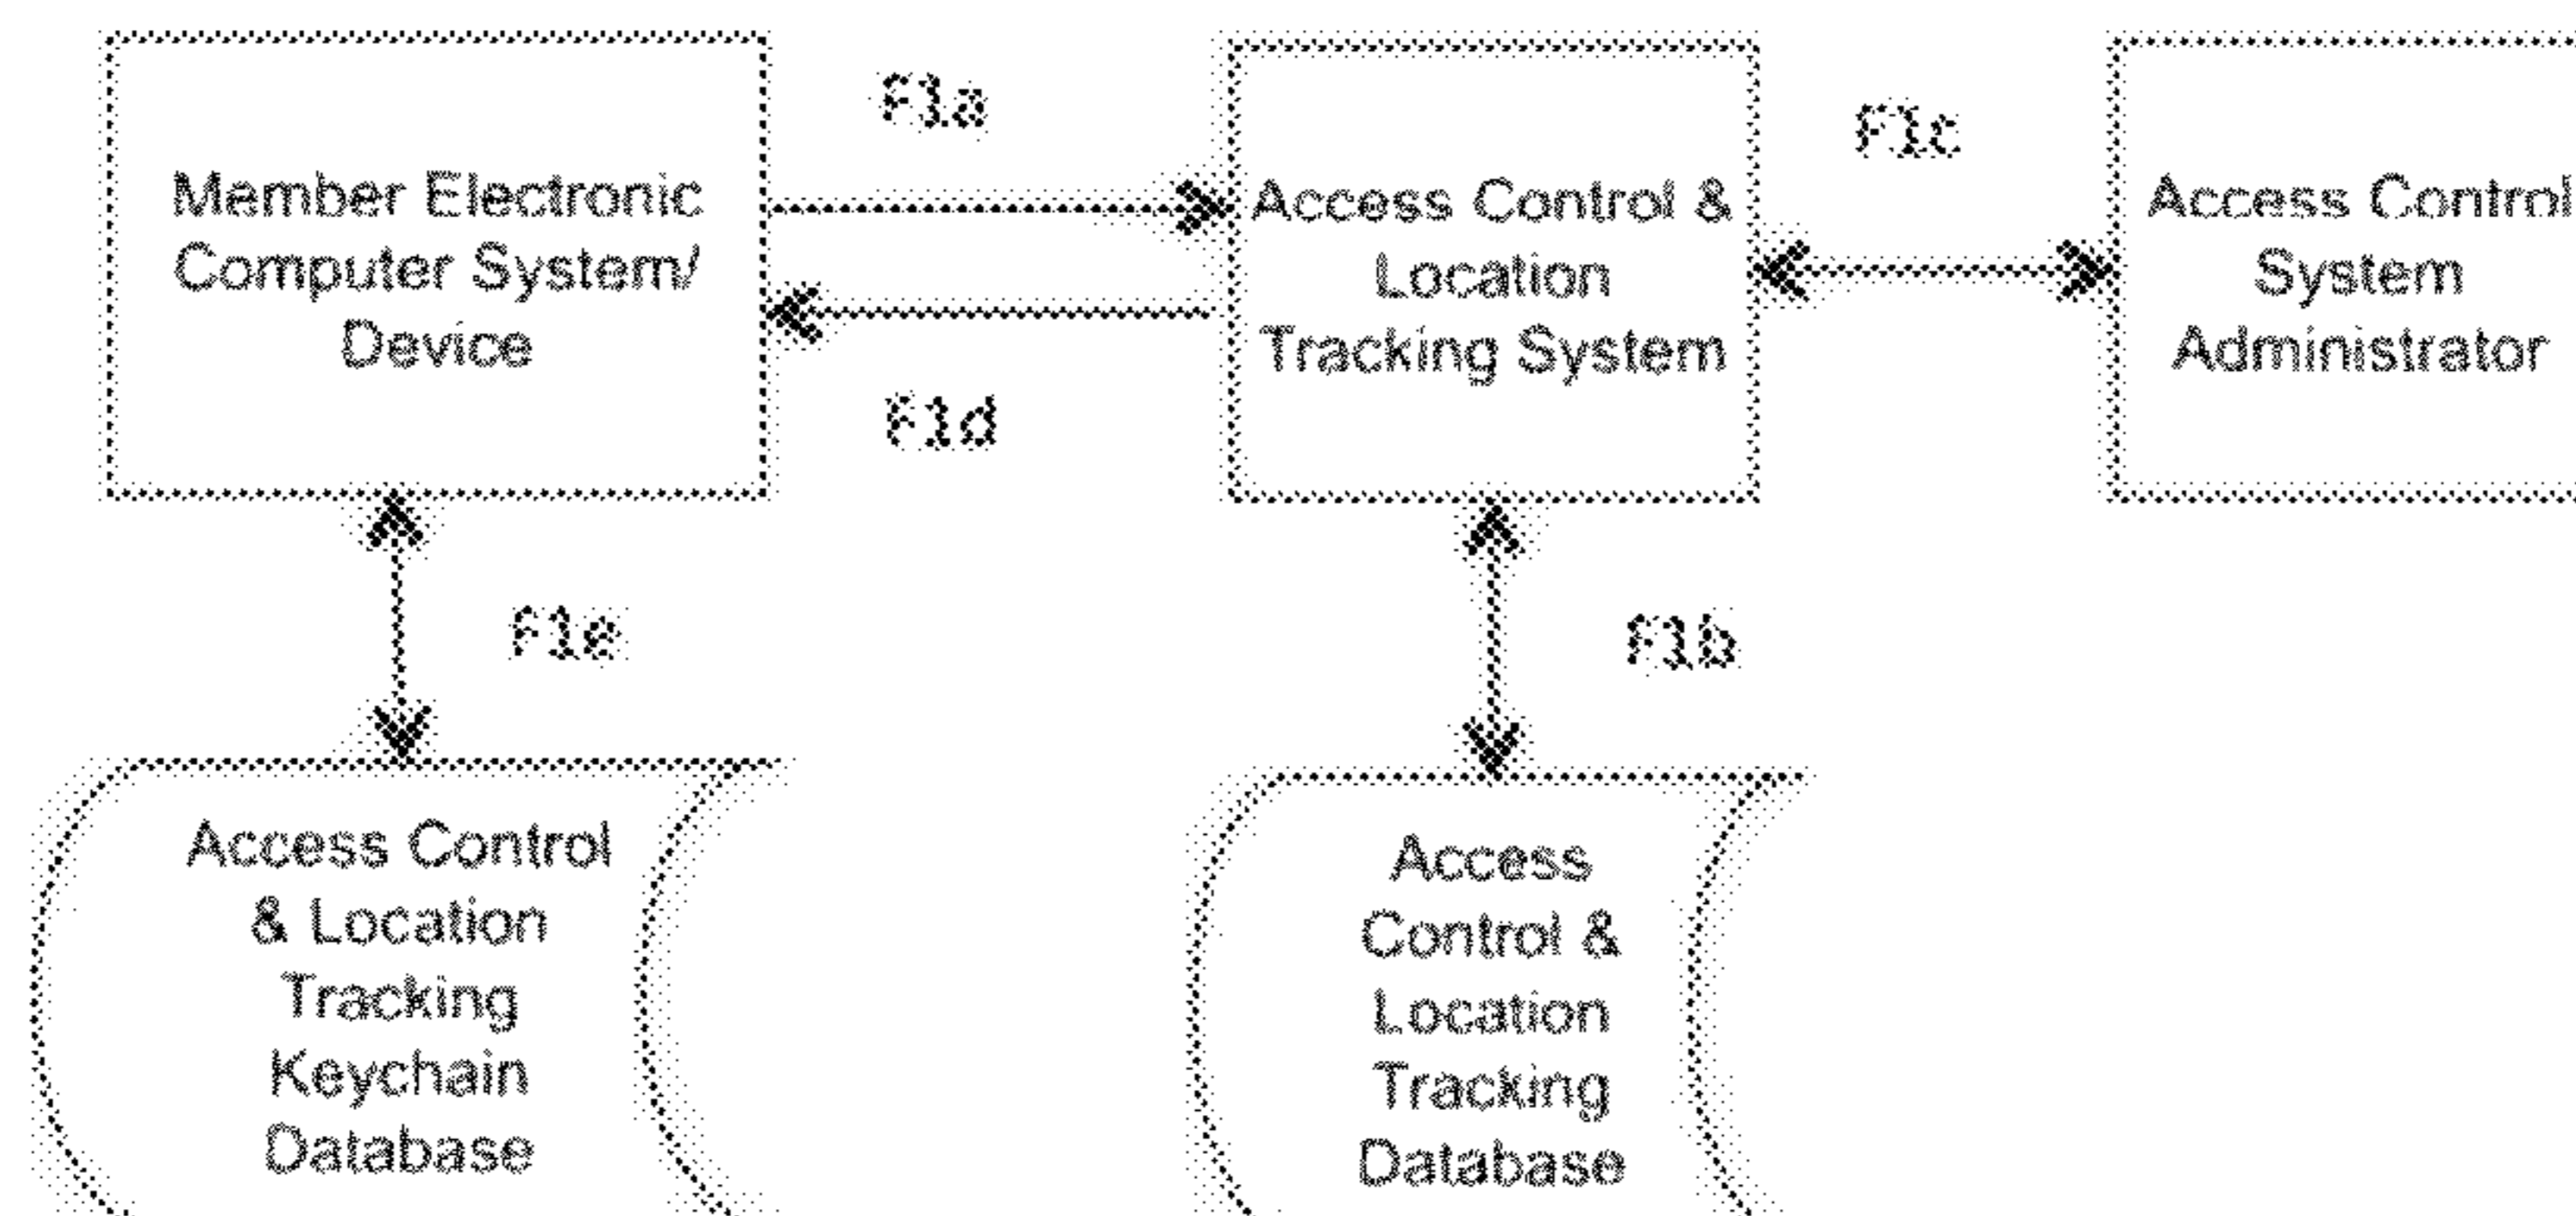 F1a
F1c
Member Electronic
Computer System/
Device
Access Control &
Location
Tracking System
Access Control
System
Administrator
F1d
F1e
F1b
Access Control
& Location
Tracking
Keychain
Database
Access
Control &
Location
Tracking
Database